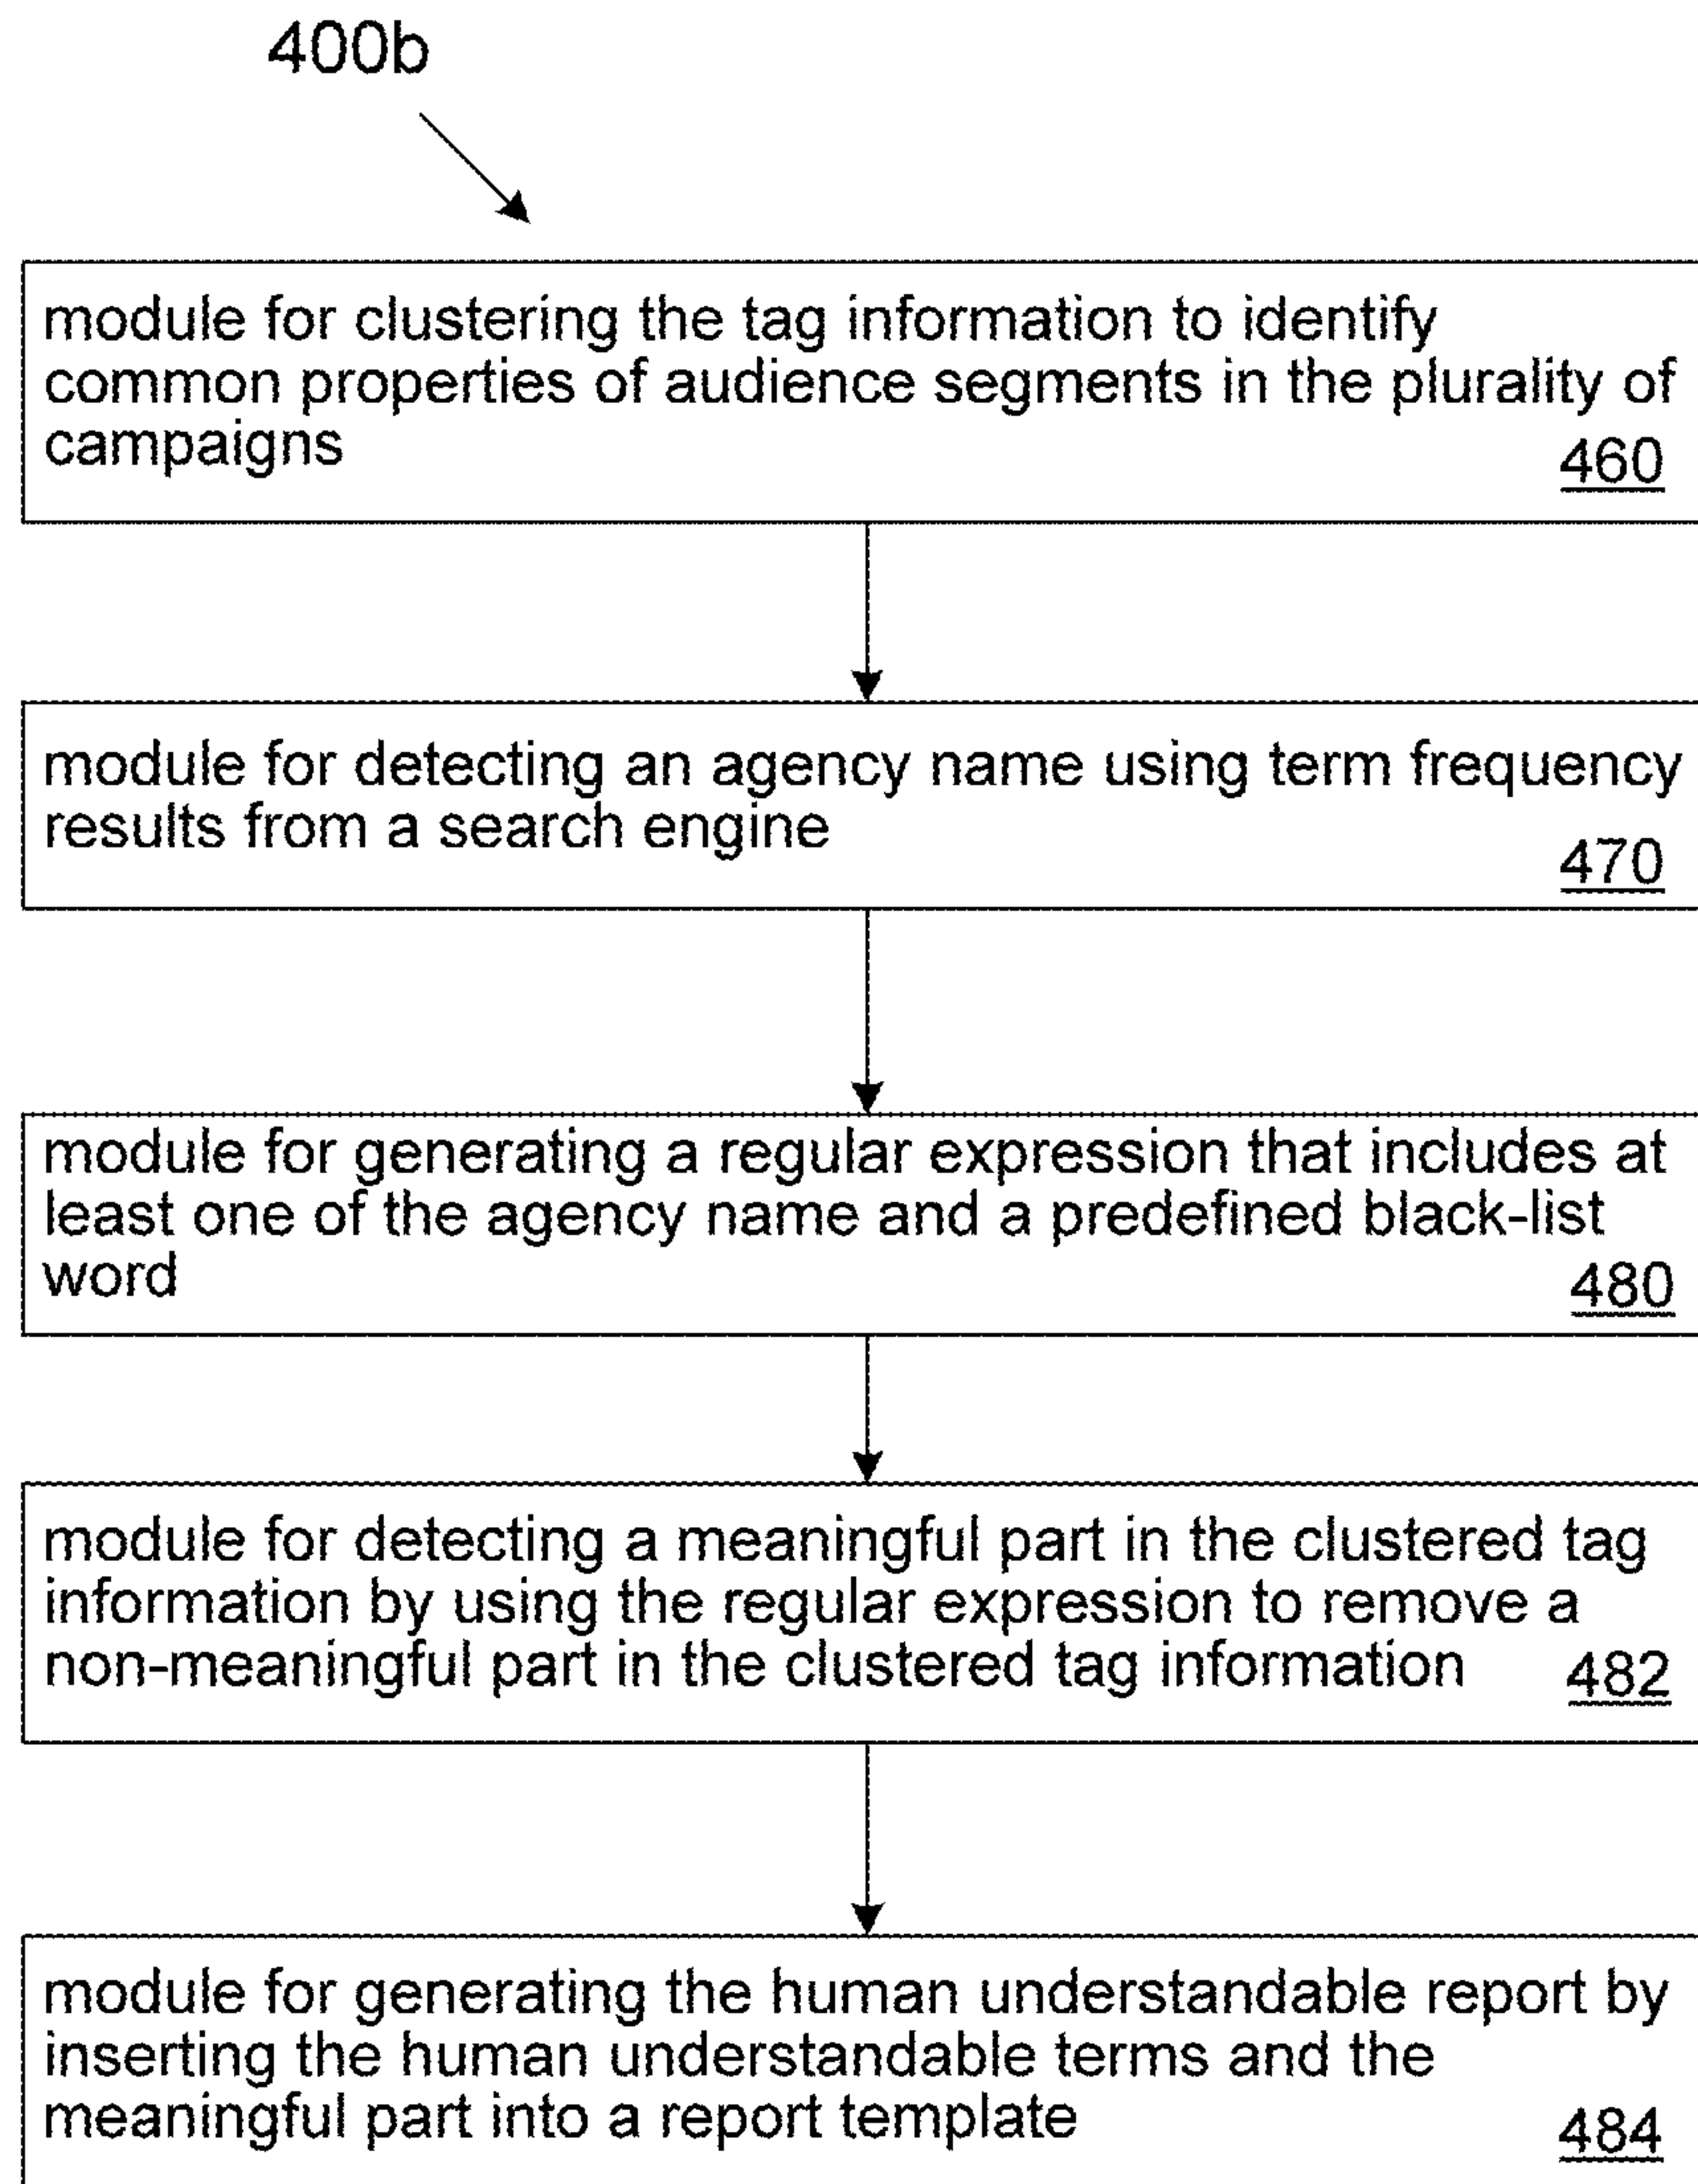 400b
module for clustering the tag information to identify
common properties of audience segments in the plurality of
campaigns
460
module for detecting an agency name using term frequency
results from a search engine
470
module for generating a regular expression that includes at
least one of the agency name and a predefined black-list
word
480
module for detecting a meaningful part in the clustered tag
information by using the regular expression to remove a
non-meaningful part in the clustered tag information
482
module for generating the human understandable report by
inserting the human understandable terms and the
meaningful part into a report template
484